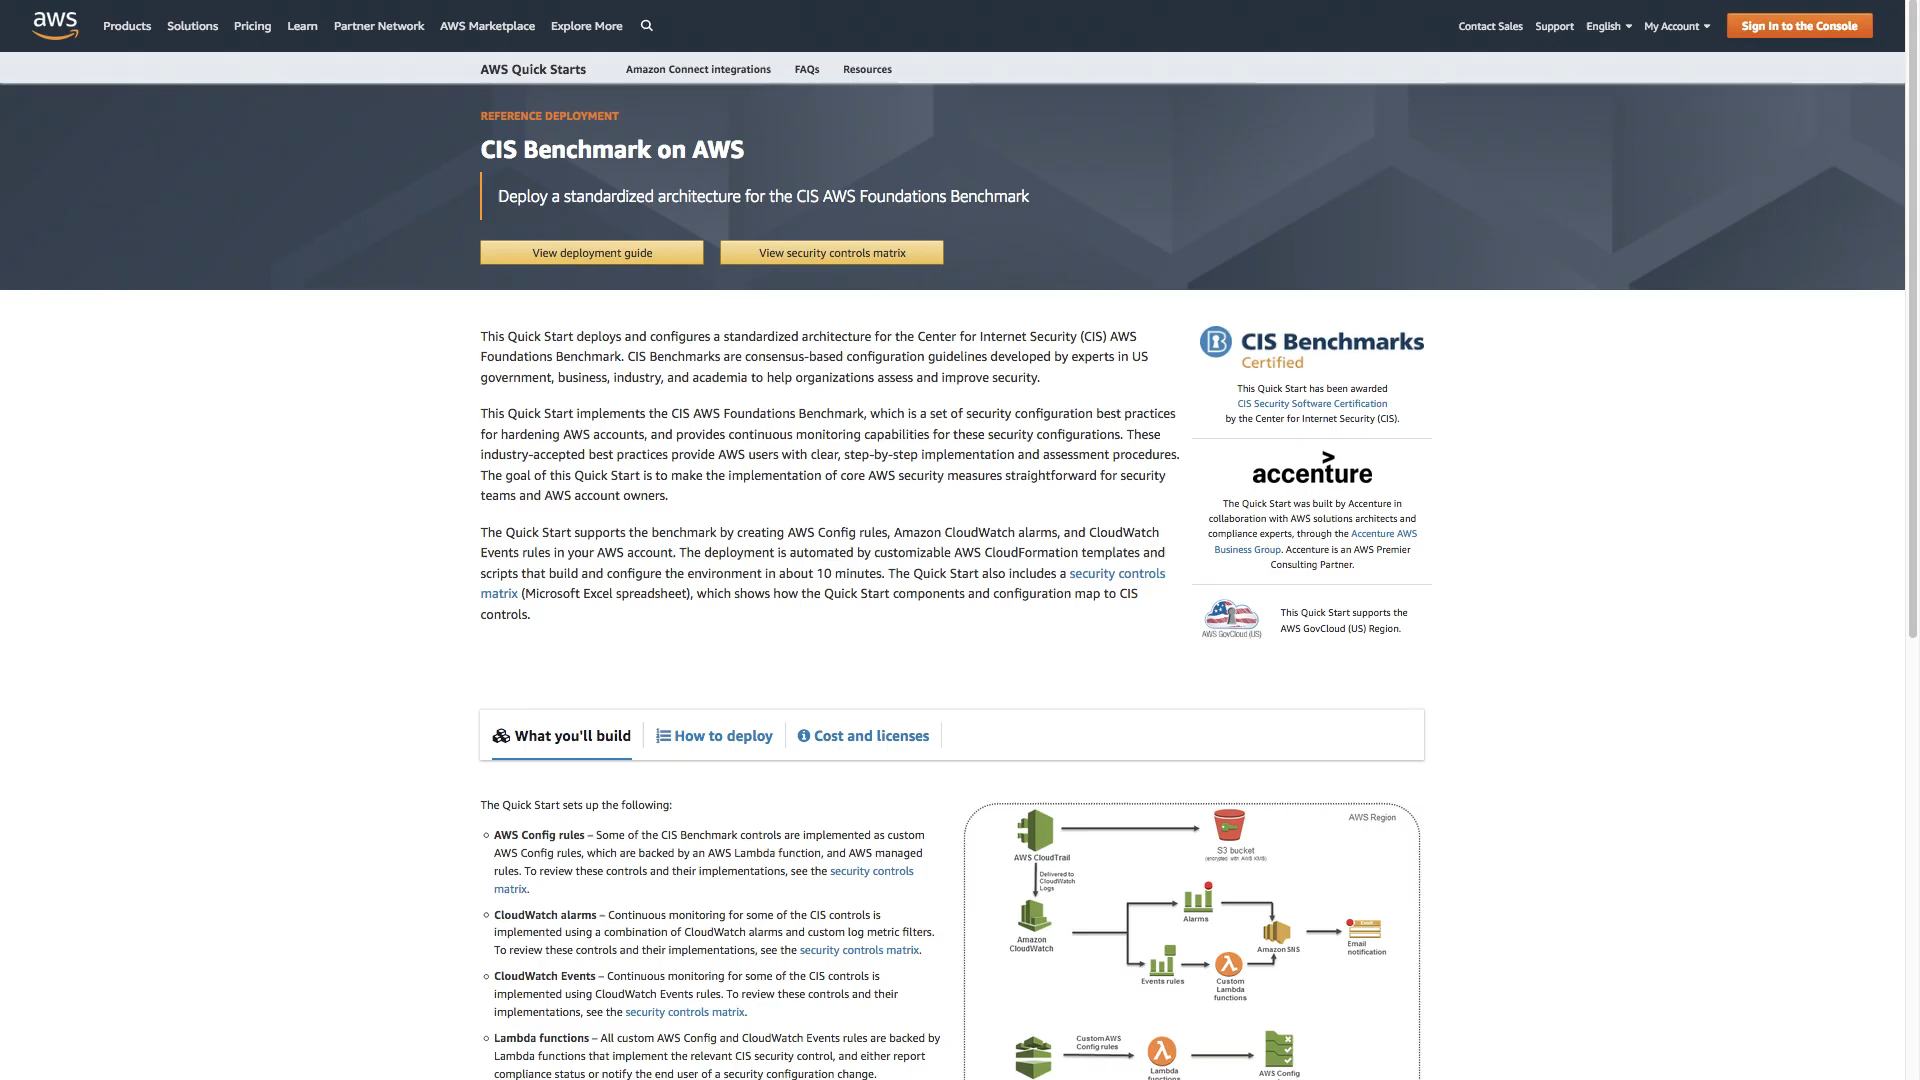 aws
Products Solutions Pricing Learn Partner Network AWS Marketplace Explore More
Contact Sales Support English My Account Sign In to the Console
AWS Quick Starts Amazon Connect integrations FAQs Resources
REFERENCE DEPLOYMENT
CIS Benchmark on AWS
Deploy a standardized architecture for the CIS AWS Foundations Benchmark
View deployment guide View security controls matrix
This Quick Start deploys and configures a standardized architecture for the Center for Internet Security (CIS) AWS
Foundations Benchmark. CIS Benchmarks are consensus-based configuration guidelines developed by experts in US
government, business, industry, and academia to help organizations assess and improve security.
This Quick Start implements the CIS AWS Foundations Benchmark, which is a set of security configuration best practices
for hardening AWS accounts, and provides continuous monitoring capabilities for these security configurations. These
industry-accepted best practices provide AWS users with clear, step-by-step implementation and assessment procedures.
The goal of this Quick Start is to make the implementation of core AWS security measures straightforward for security
teams and AWS account owners.
The Quick Start supports the benchmark by creating AWS Config rules, Amazon CloudWatch alarms, and CloudWatch
Events rules in your AWS account. The deployment is automated by customizable AWS CloudFormation templates and
scripts that build and configure the environment in about 10 minutes. The Quick Start also includes a security controls
matrix (Microsoft Excel spreadsheet), which shows how the Quick Start components and configuration map to CIS
controls.
CIS Benchmarks
Certified
This Quick Start has been awarded
CIS Security Software Certification
by the Center for Internet Security (CIS).
accenture
The Quick Start was built by Accenture in
collaboration with AWS solutions architects and
compliance experts, through the Accenture AWS
Business Group. Accenture is an AWS Premier
Consulting Partner.
AWS GovCloud (US)
This Quick Start supports the
AWS GovCloud (US) Region.
What you'll build How to deploy Cost and licenses
The Quick Start sets up the following:
AWS Config rules – Some of the CIS Benchmark controls are implemented as custom
AWS Config rules, which are backed by an AWS Lambda function, and AWS managed
rules. To review these controls and their implementations, see the security controls
matrix.
CloudWatch alarms – Continuous monitoring for some of the CIS controls is
implemented using a combination of CloudWatch alarms and custom log metric filters.
To review these controls and their implementations, see the security controls matrix.
CloudWatch Events – Continuous monitoring for some of the CIS controls is
implemented using CloudWatch Events rules. To review these controls and their
implementations, see the security controls matrix.
Lambda functions – All custom AWS Config and CloudWatch Events rules are backed by
Lambda functions that implement the relevant CIS security control, and either report
compliance status or notify the end user of a security configuration change.
AWS Region
AWS CloudTrail
S3 bucket
(encrypted with AWS KMS)
Delivered to
CloudWatch
Logs
Alarms
Amazon
CloudWatch
Amazon SNS
Email
Email
notification
Events rules
Custom
Lambda
functions
Custom AWS
Config rules
Lambda
functions
AWS Config